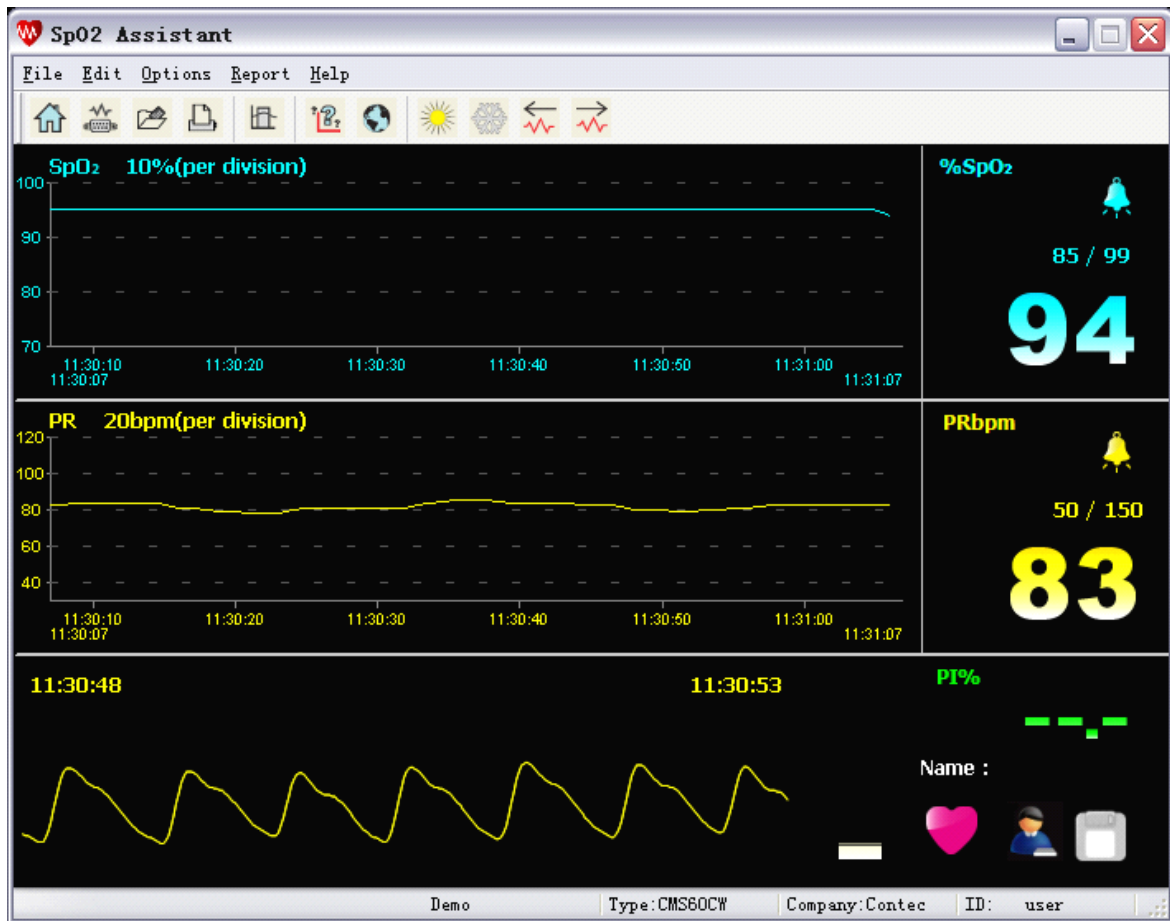 SpO2 Assistant
File Edit Options Report Help
SpO₂ 10%(per division)
100
90
80
70
11:30:10 11:30:20 11:30:30 11:30:40 11:30:50 11:31:00
11:30:07 11:31:07
%SpO₂
85 / 99
94
PR 20bpm(per division)
120
100
80
60
40
11:30:10 11:30:20 11:30:30 11:30:40 11:30:50 11:31:00
11:30:07 11:31:07
PRbpm
50 / 150
83
11:30:48 11:30:53
PI%
--.-
Name :
Demo Type:CMS60CW Company:Contec ID: user